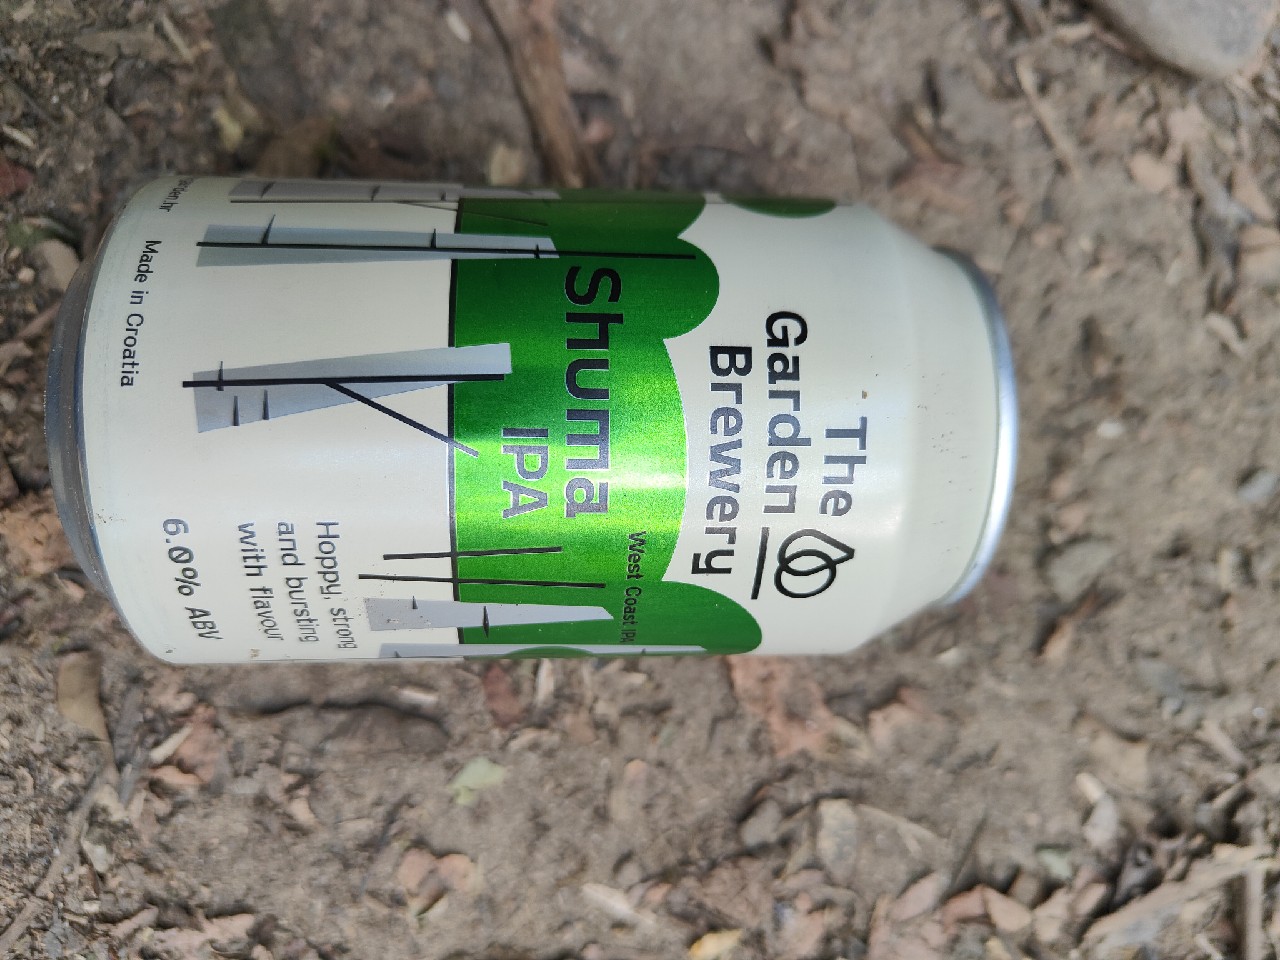 The
Garden
Brewery
West Coast IPA
Shuma
IPA
Hoppy, strong
and bursting
with flavour
6.0% ABV
Made in Croatia